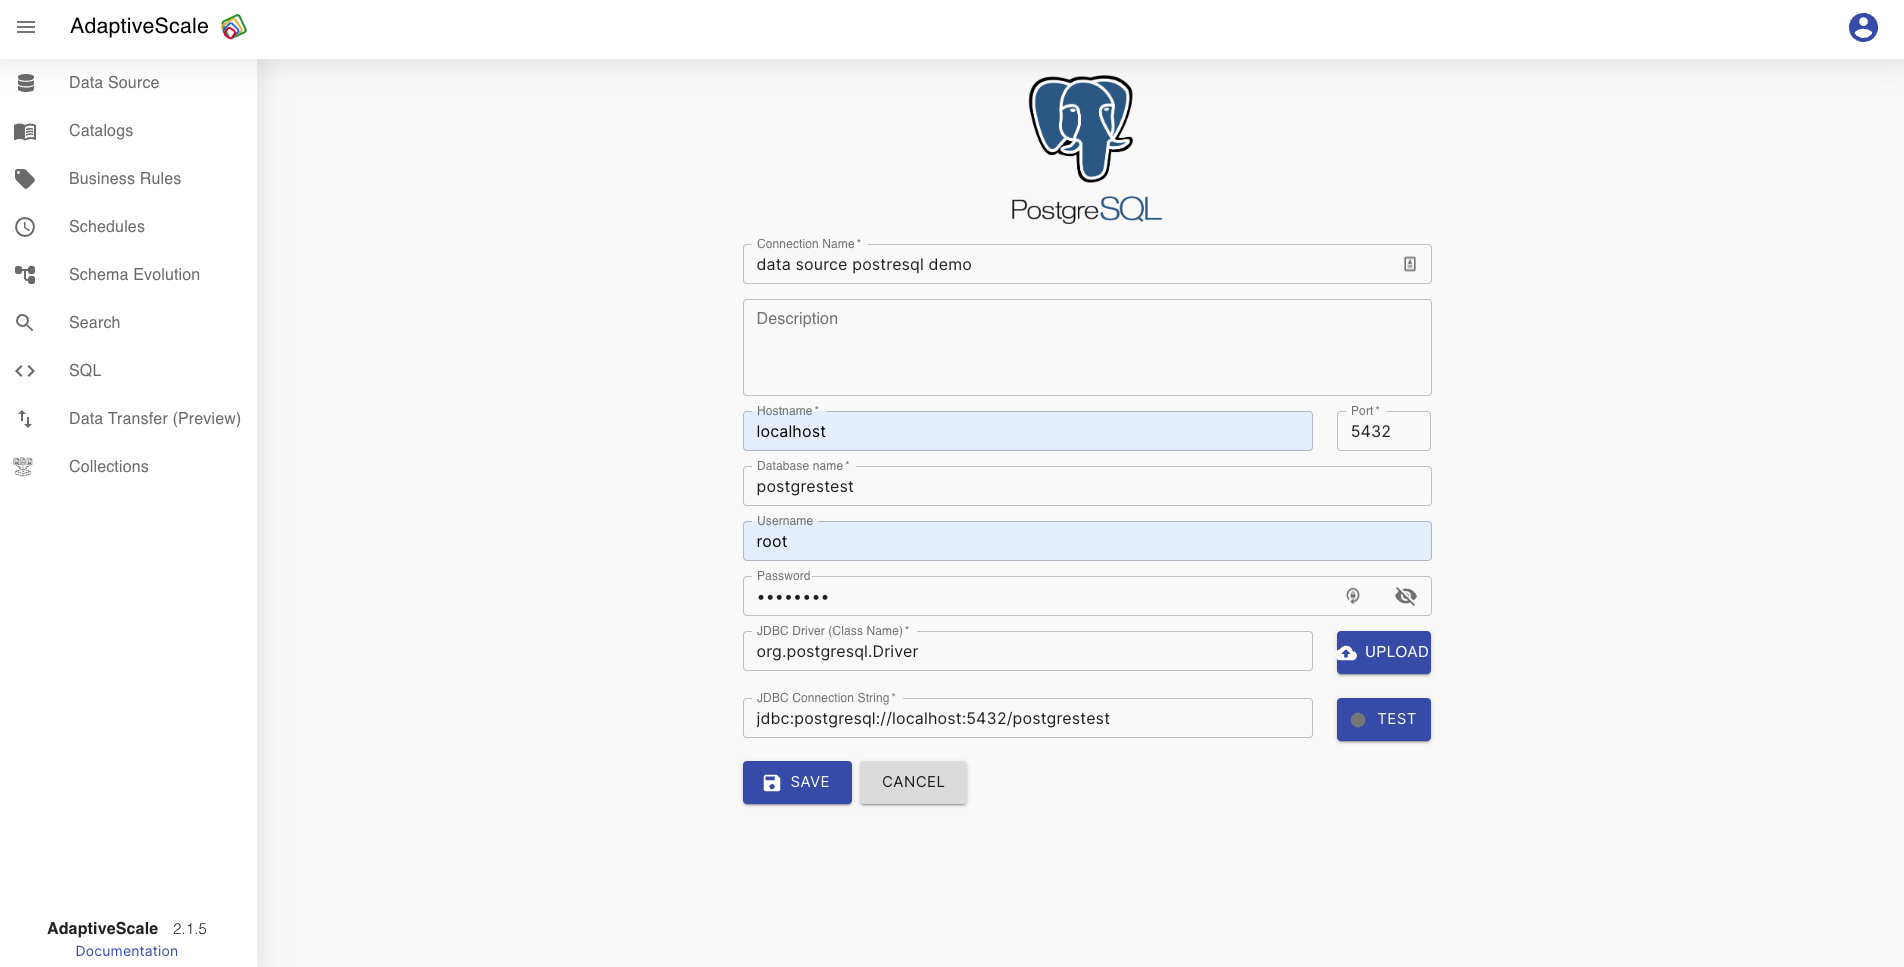 AdaptiveScale
Data Source
Catalogs
Business Rules
Schedules
Schema Evolution
Search
SQL
Data Transfer (Preview)
Collections
AdaptiveScale 2.1.5
Documentation
PostgreSQL
Connection Name *
data source postresql demo
Description
Hostname * Port *
localhost 5432
Database name *
postgrestest
Username
root
Password
••••••••
JDBC Driver (Class Name) *
org.postgresql.Driver UPLOAD
JDBC Connection String *
jdbc:postgresql://localhost:5432/postgrestest TEST
SAVE CANCEL